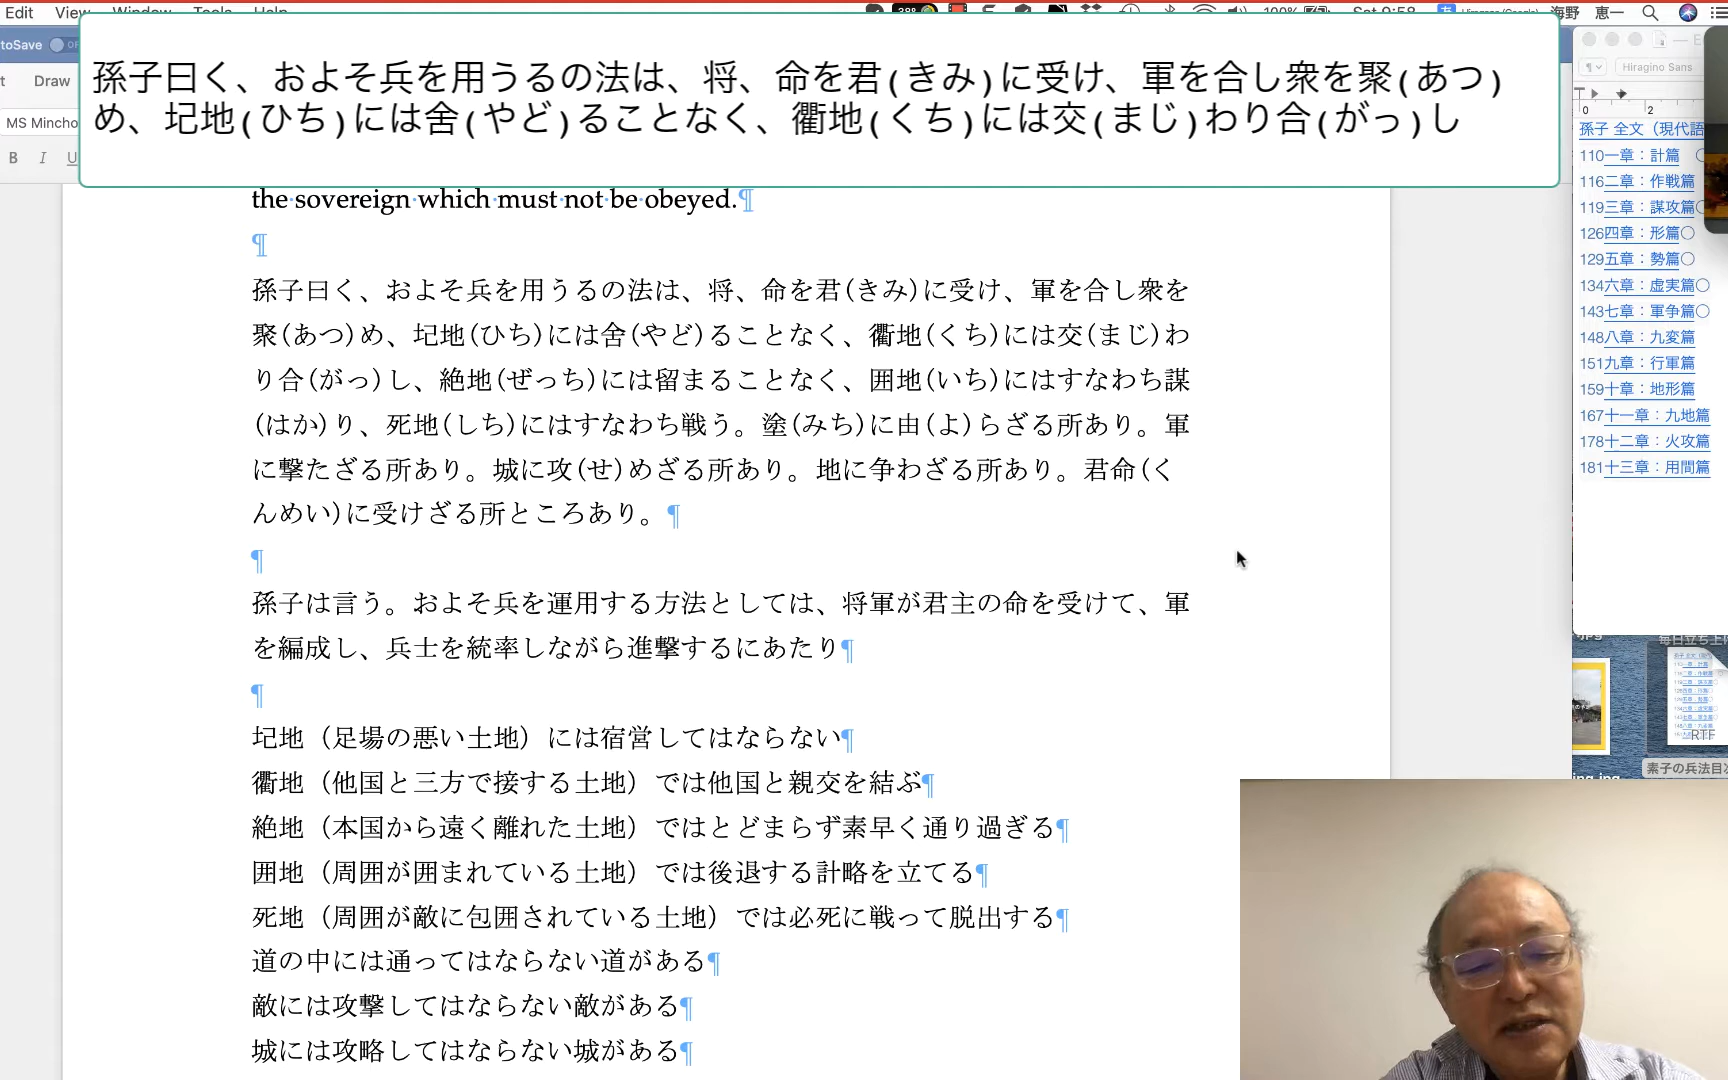 Edit View Window Tools Help
100% Sat 9:58 海野 恵一
toSave
Draw
MS Mincho
B I U
孫子曰く、およそ兵を用うるの法は、将、命を君(きみ)に受け、軍を合し衆を聚(あつ)
め、圮地(ひち)には舎(やど)ることなく、衢地(くち)には交(まじ)わり合(がっ)し
the sovereign which must not be obeyed.
孫子曰く、およそ兵を用うるの法は、将、命を君(きみ)に受け、軍を合し衆を
聚(あつ)め、圮地(ひち)には舍(やど)ることなく、衢地(くち)には交(まじ)わ
り合(がっ)し、絶地(ぜっち)には留まることなく、囲地(いち)にはすなわち謀
(はか)り、死地(しち)にはすなわち戦う。塗(みち)に由(よ)らざる所あり。軍
に撃たざる所あり。城に攻(せ)めざる所あり。地に争わざる所あり。君命(く
んめい)に受けざる所ところあり。
孫子は言う。およそ兵を運用する方法としては、将軍が君主の命を受けて、軍
を編成し、兵士を統率しながら進撃するにあたり
圮地（足場の悪い土地）には宿営してはならない
衢地（他国と三方で接する土地）では他国と親交を結ぶ
絶地（本国から遠く離れた土地）ではとどまらず素早く通り過ぎる
囲地（周囲が囲まれている土地）では後退する計略を立てる
死地（周囲が敵に包囲されている土地）では必死に戦って脱出する
道の中には通ってはならない道がある
敵には攻撃してはならない敵がある
城には攻略してはならない城がある
Hiragino Sans
0 2
孫子 全文（現代語
110一章：計篇
116二章：作戦篇
119三章：謀攻篇○
126四章：形篇○
129五章：勢篇○
134六章：虚実篇○
143七章：軍争篇○
148八章：九変篇
151九章：行軍篇
159十章：地形篇
167十一章：九地篇
178十二章：火攻篇
181十三章：用間篇
.jpg
毎日立ち上
RTF
素子の兵法目次